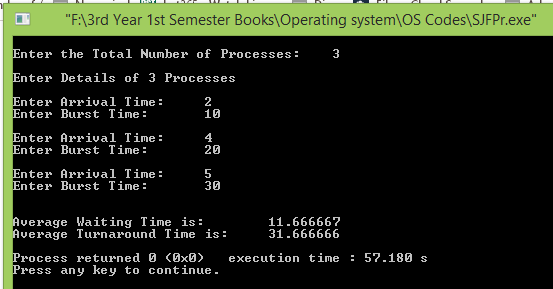 "F:\3rd Year 1st Semester Books\Operating system\OS Codes\SJFPr.exe"
Enter the Total Number of Processes: 3
Enter Details of 3 Processes
Enter Arrival Time: 2
Enter Burst Time: 10
Enter Arrival Time: 4
Enter Burst Time: 20
Enter Arrival Time: 5
Enter Burst Time: 30
Average Waiting Time is: 11.666667
Average Turnaround Time is: 31.666666
Process returned 0 (0x0) execution time : 57.180 s
Press any key to continue.